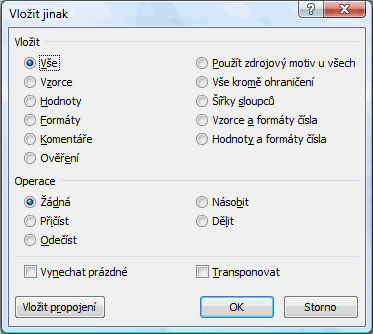 Vložit jinak
Vložit
Vše
Použít zdrojový motiv u všech
Vzorce
Vše kromě ohraničení
Hodnoty
Šířky sloupců
Formáty
Vzorce a formáty čísla
Komentáře
Hodnoty a formáty čísla
Ověření
Operace
Žádná
Násobit
Přičíst
Dělit
Odečíst
Vynechat prázdné
Transponovat
Vložit propojení
OK
Storno